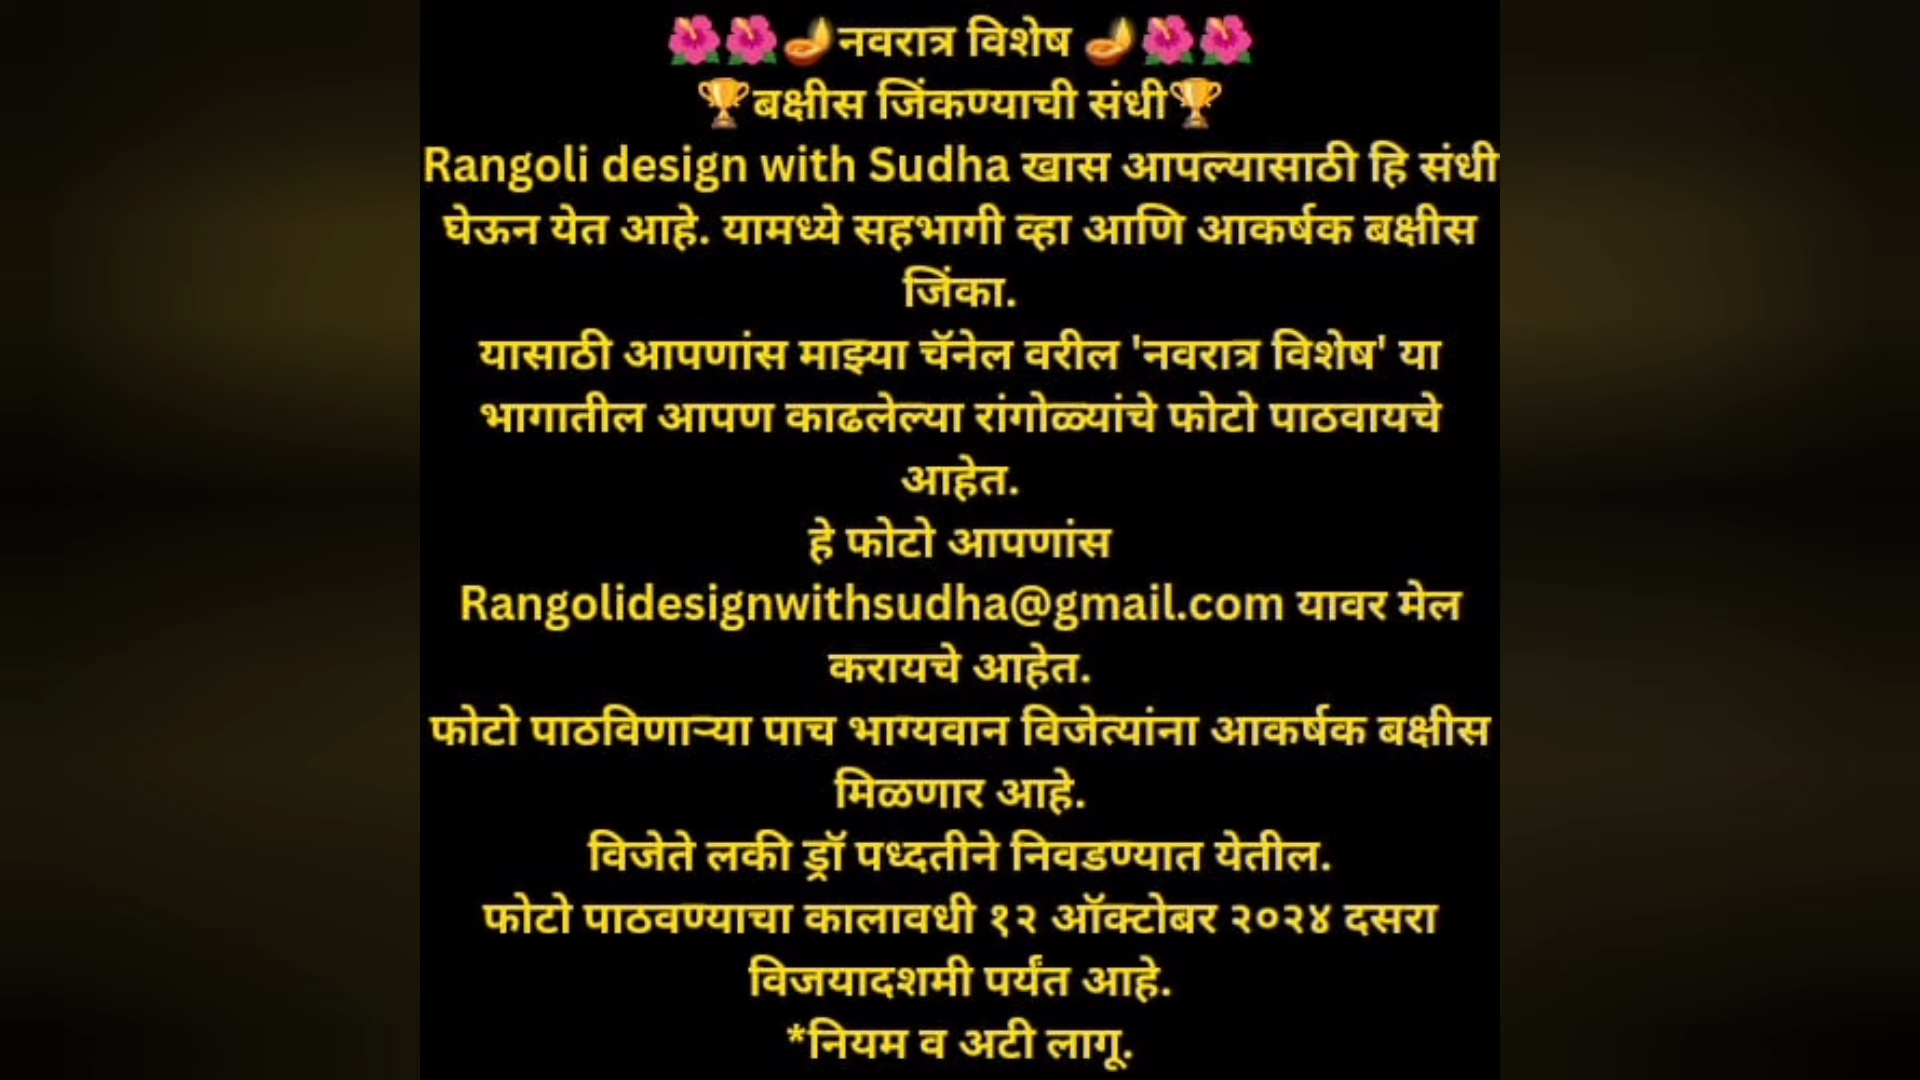 🌺🌺🪔नवरात्र विशेष 🪔🌺🌺
🏆बक्षीस जिंकण्याची संधी🏆
Rangoli design with Sudha खास आपल्यासाठी हि संधी
घेऊन येत आहे. यामध्ये सहभागी व्हा आणि आकर्षक बक्षीस
जिंका.
यासाठी आपणांस माझ्या चॅनेल वरील 'नवरात्र विशेष' या
भागातील आपण काढलेल्या रांगोळ्यांचे फोटो पाठवायचे
आहेत.
हे फोटो आपणांस
Rangolidesignwithsudha@gmail.com यावर मेल
करायचे आहेत.
फोटो पाठविणाऱ्या पाच भाग्यवान विजेत्यांना आकर्षक बक्षीस
मिळणार आहे.
विजेते लकी ड्रॉ पध्दतीने निवडण्यात येतील.
फोटो पाठवण्याचा कालावधी १२ ऑक्टोबर २०२४ दसरा
विजयादशमी पर्यंत आहे.
*नियम व अटी लागू.